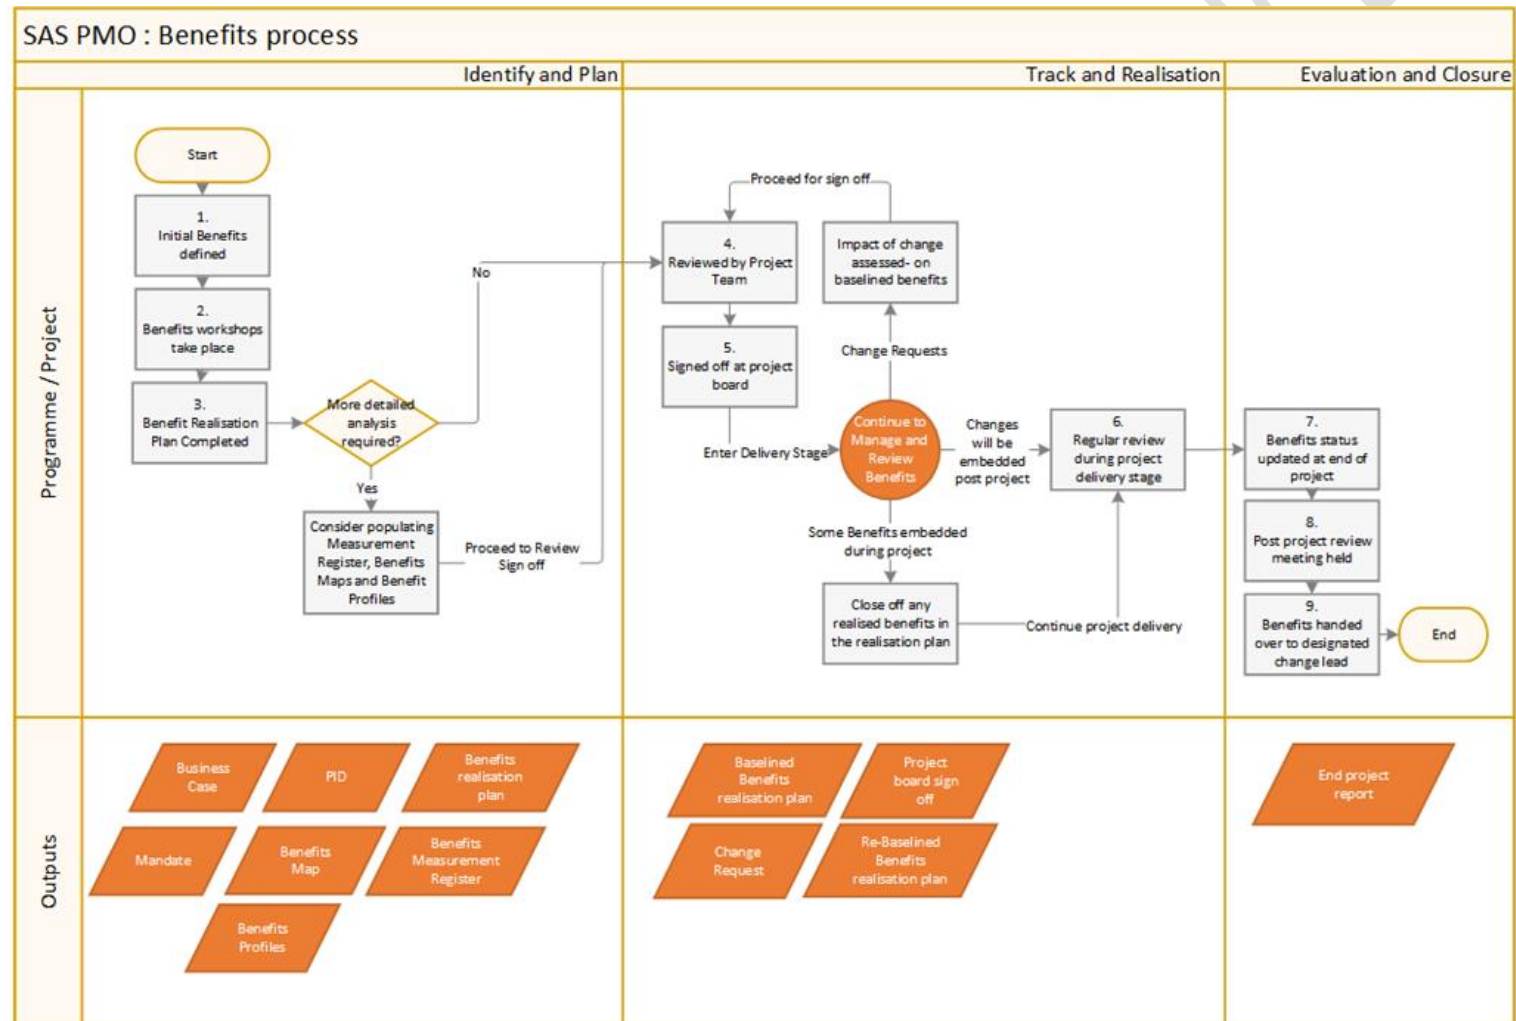 SAS PMO : Benefits process
Identify and Plan
Track and Realisation
Evaluation and Closure
Programme / Project
Start
1.
Initial Benefits
defined
2.
Benefits workshops
take place
3.
Benefit Realisation
Plan Completed
More detailed
analysis
required?
No
Yes
Consider populating
Measurement
Register, Benefits
Maps and Benefit
Profiles
Proceed to Review
Sign off
Proceed for sign off
4.
Reviewed by Project
Team
Impact of change
assessed- on
baselined benefits
5.
Signed off at project
board
Change Requests
Enter Delivery Stage
Continue to
Manage and
Review
Benefits
Changes
will be
embedded
post project
6.
Regular review
during project
delivery stage
Some Benefits embedded
during project
Close off any
realised benefits in
the realisation plan
Continue project delivery
7.
Benefits status
updated at end of
project
8.
Post project review
meeting held
9.
Benefits handed
over to designated
change lead
End
Outputs
Business
Case
PID
Benefits
realisation
plan
Mandate
Benefits
Map
Benefits
Measurement
Register
Benefits
Profiles
Baselined
Benefits
realisation plan
Project
board sign
off
Change
Request
Re-Baselined
Benefits
realisation plan
End project
report